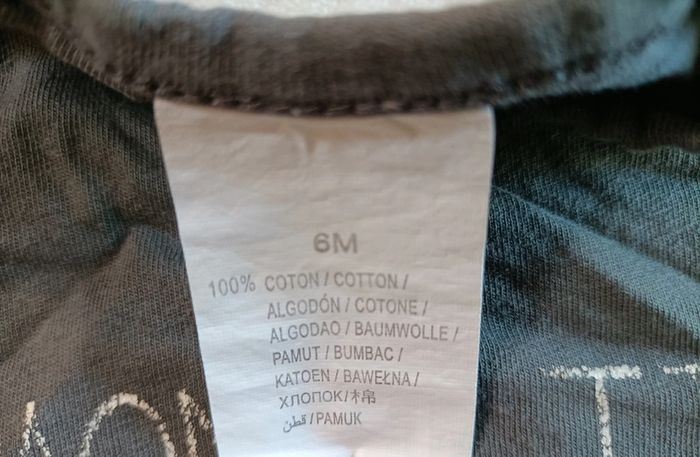 6M
100% COTON / COTTON /
ALGODÓN / COTONE /
ALGODAO / BAUMWOLLE /
PAMUT / BUMBAC /
KATOEN / BAWEŁNA /
ХЛОПОК / 棉
قطن / PAMUK
T